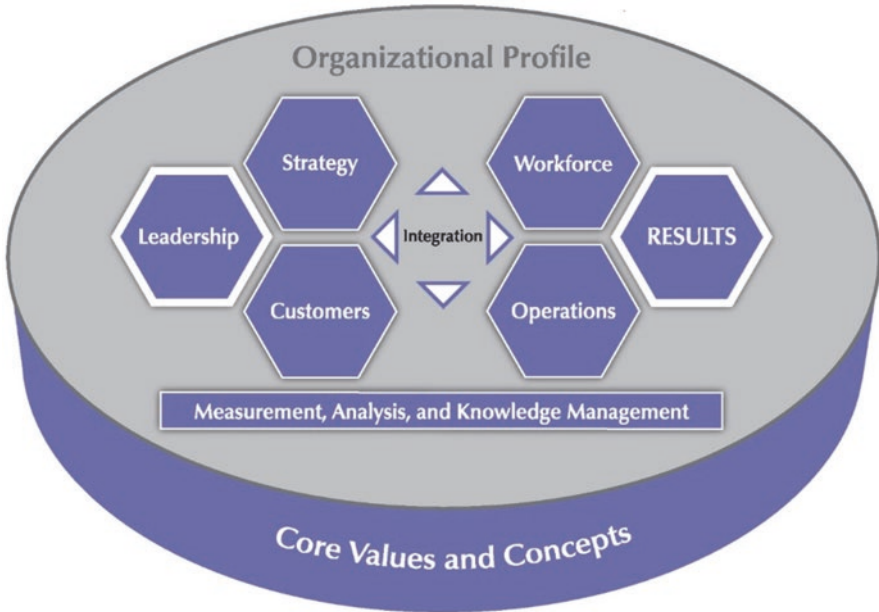 Organizational Profile
Strategy
Workforce
Leadership
Integration
RESULTS
Customers
Operations
Measurement, Analysis, and Knowledge Management
Core Values and Concepts